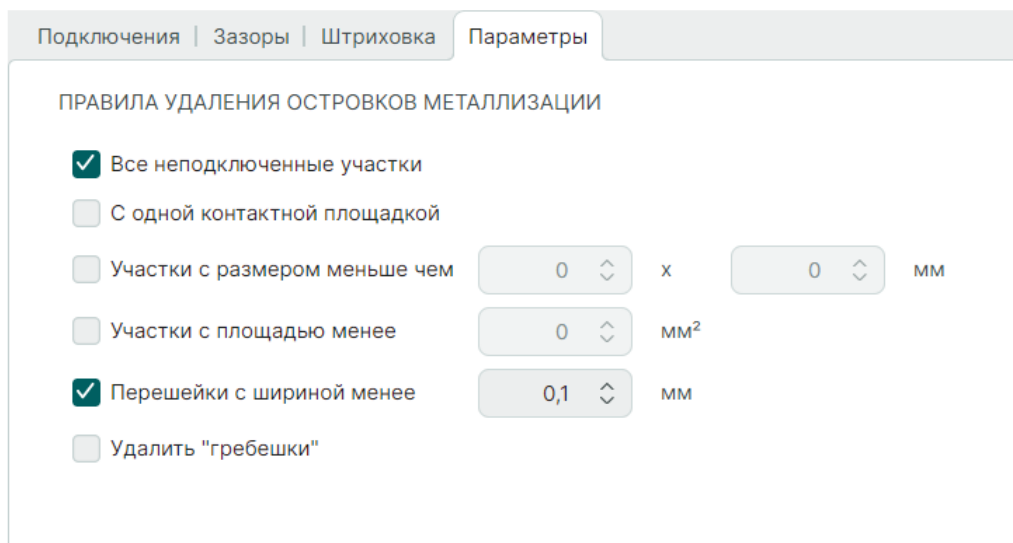 Подключения | Зазоры | Штриховка Параметры
ПРАВИЛА УДАЛЕНИЯ ОСТРОВКОВ МЕТАЛЛИЗАЦИИ
Все неподключенные участки
С одной контактной площадкой
Участки с размером меньше чем 0 x 0 мм
Участки с площадью менее 0 мм²
Перешейки с шириной менее 0,1 мм
Удалить "гребешки"